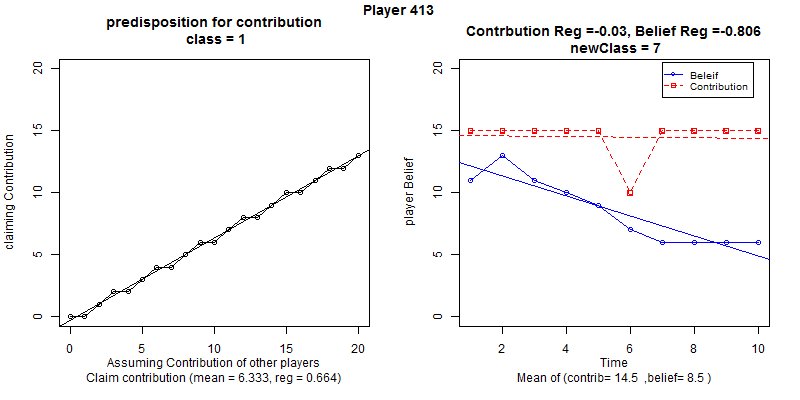 Player 413
predisposition for contribution
class = 1
claiming Contribution
0
5
10
15
20
0
5
10
15
20
Assuming Contribution of other players
Claim contribution (mean = 6.333, reg = 0.664)
Contrbution Reg =-0.03, Belief Reg =-0.806
newClass = 7
Beleif
Contribution
player Belief
0
5
10
15
20
2
4
6
8
10
Time
Mean of (contrib= 14.5 ,belief= 8.5 )